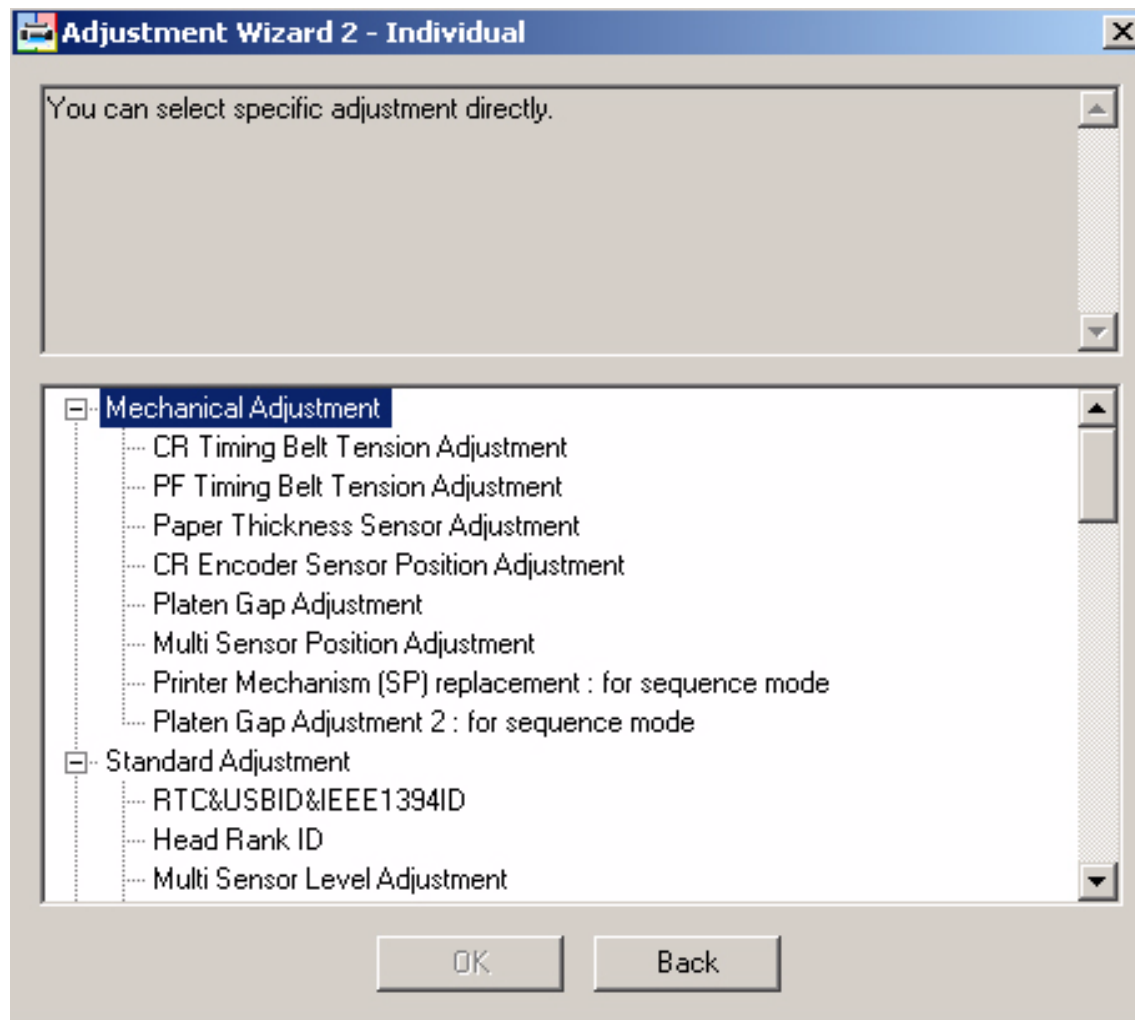 Adjustment Wizard 2 - Individual
You can select specific adjustment directly.
Mechanical Adjustment
CR Timing Belt Tension Adjustment
PF Timing Belt Tension Adjustment
Paper Thickness Sensor Adjustment
CR Encoder Sensor Position Adjustment
Platen Gap Adjustment
Multi Sensor Position Adjustment
Printer Mechanism (SP) replacement : for sequence mode
Platen Gap Adjustment 2 : for sequence mode
Standard Adjustment
RTC&USBID&IEEE1394ID
Head Rank ID
Multi Sensor Level Adjustment
OK
Back